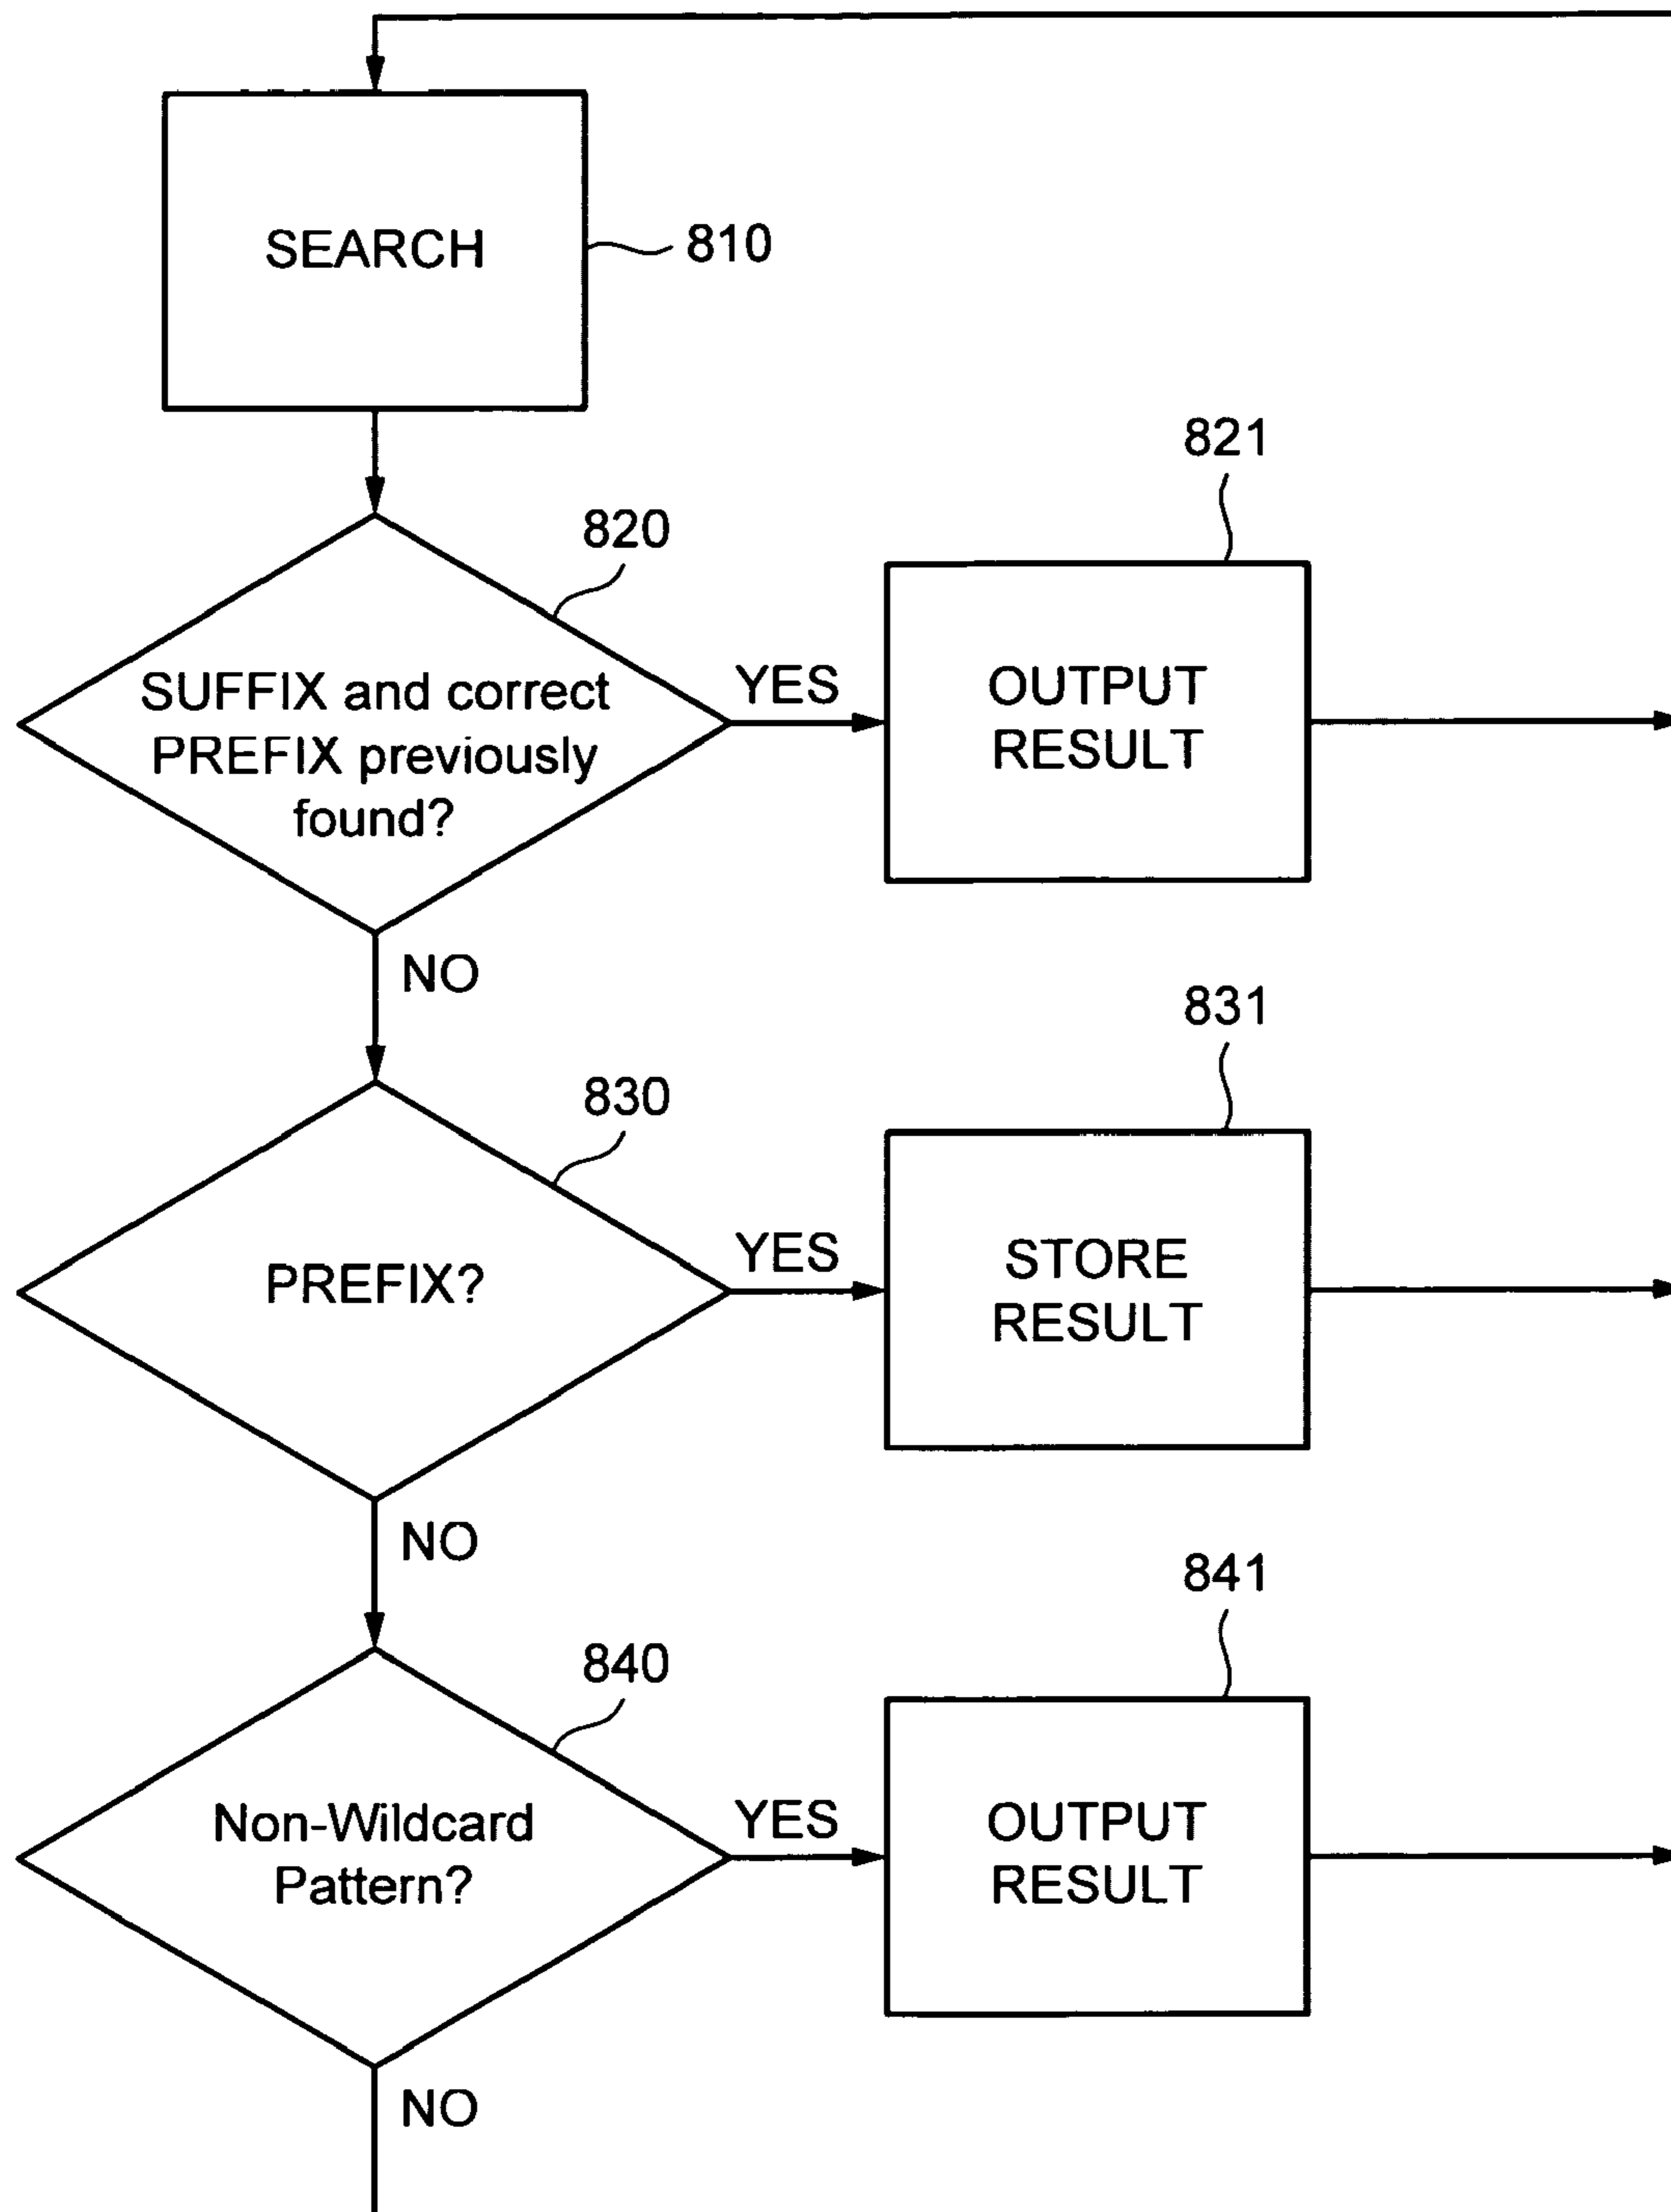 SEARCH
810
821
820
SUFFIX and correct
PREFIX previously
found?
YES
OUTPUT
RESULT
NO
831
830
PREFIX?
YES
STORE
RESULT
NO
841
840
Non-Wildcard
Pattern?
YES
OUTPUT
RESULT
NO